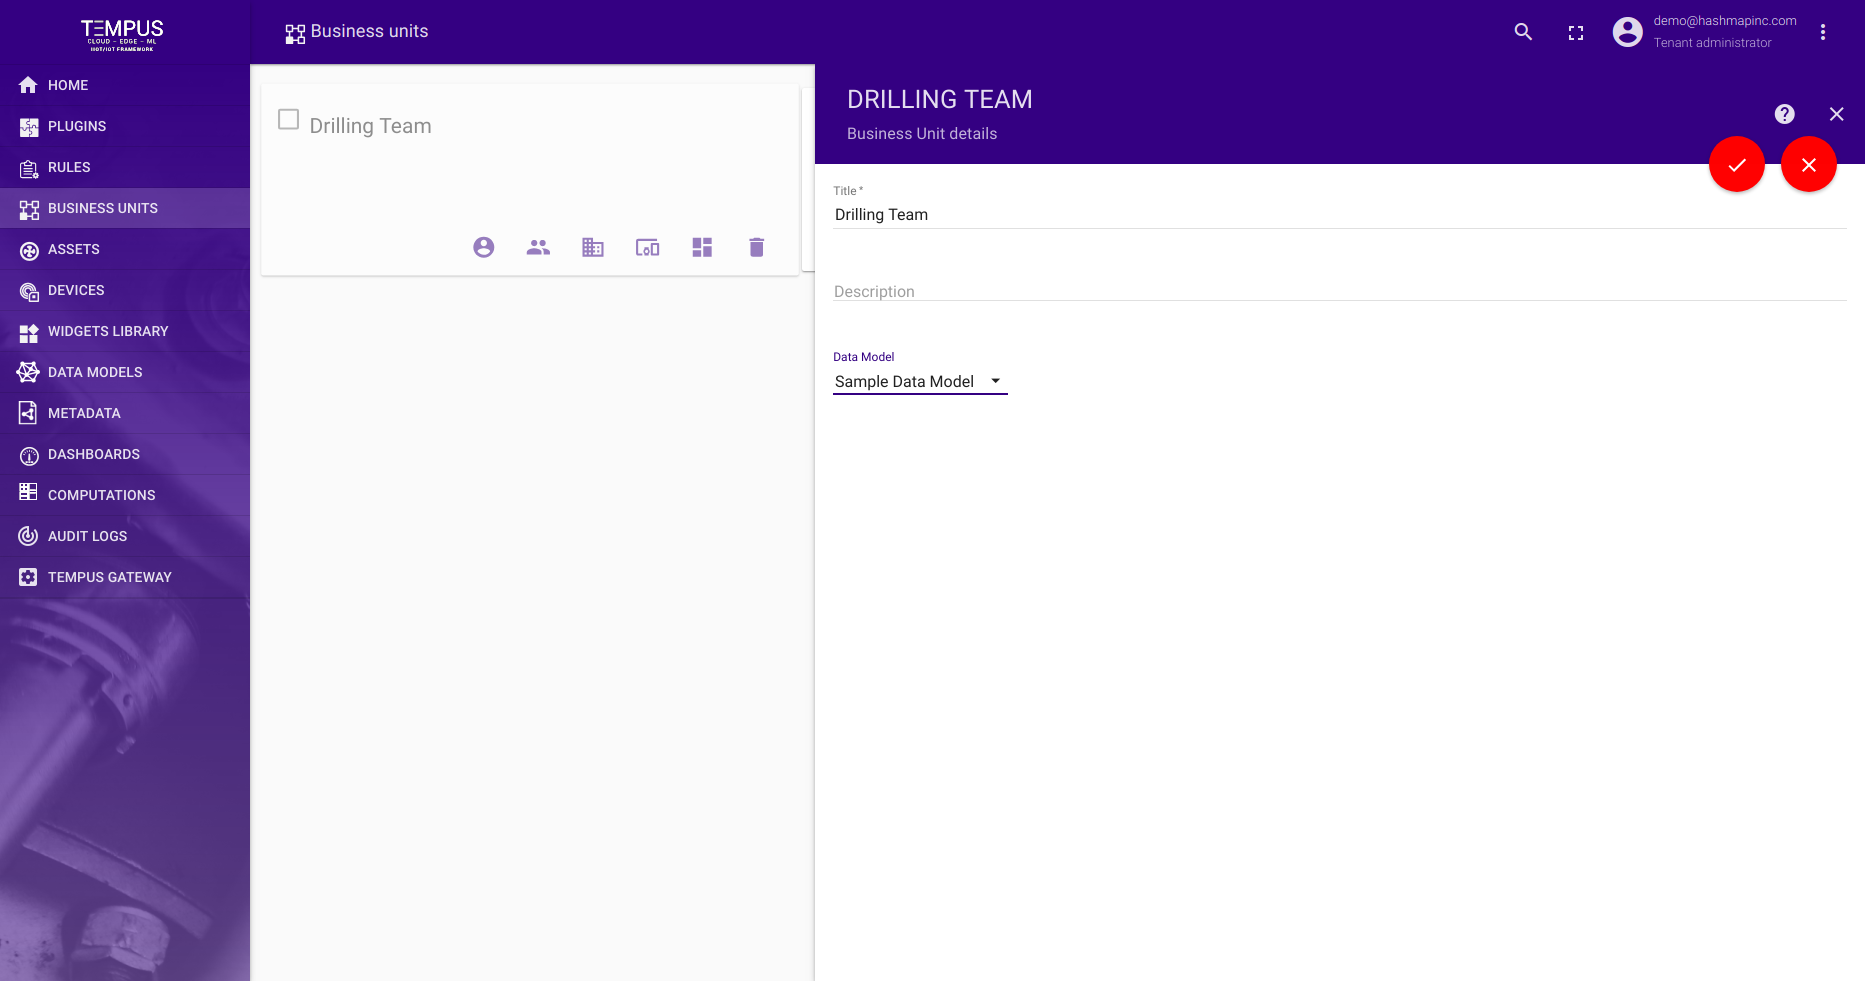 TEMPUS
CLOUD - EDGE - ML
IIOT/IOT FRAMEWORK
HOME
PLUGINS
RULES
BUSINESS UNITS
ASSETS
DEVICES
WIDGETS LIBRARY
DATA MODELS
METADATA
DASHBOARDS
COMPUTATIONS
AUDIT LOGS
TEMPUS GATEWAY
Business units
demo@hashmapinc.com
Tenant administrator
Drilling Team
DRILLING TEAM
Business Unit details
Title *
Drilling Team
Description
Data Model
Sample Data Model